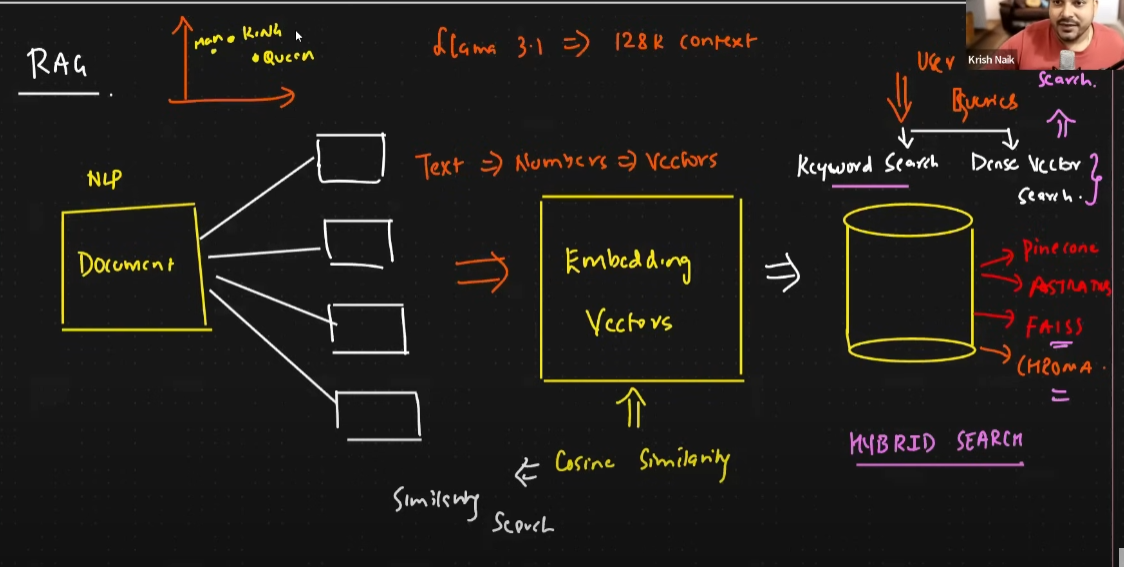 RAG
Man
King
Queen
Llama 3.1 => 128K context
Krish Naik
User
Queries
Search.
Keyword Search
Dense Vector
Search.
Text => Numbers => Vectors
NLP
Document
Embedding
Vectors
Pinecone
FAISS
CHROMA
HYBRID SEARCH
Cosine Similarity
Similarity
Search